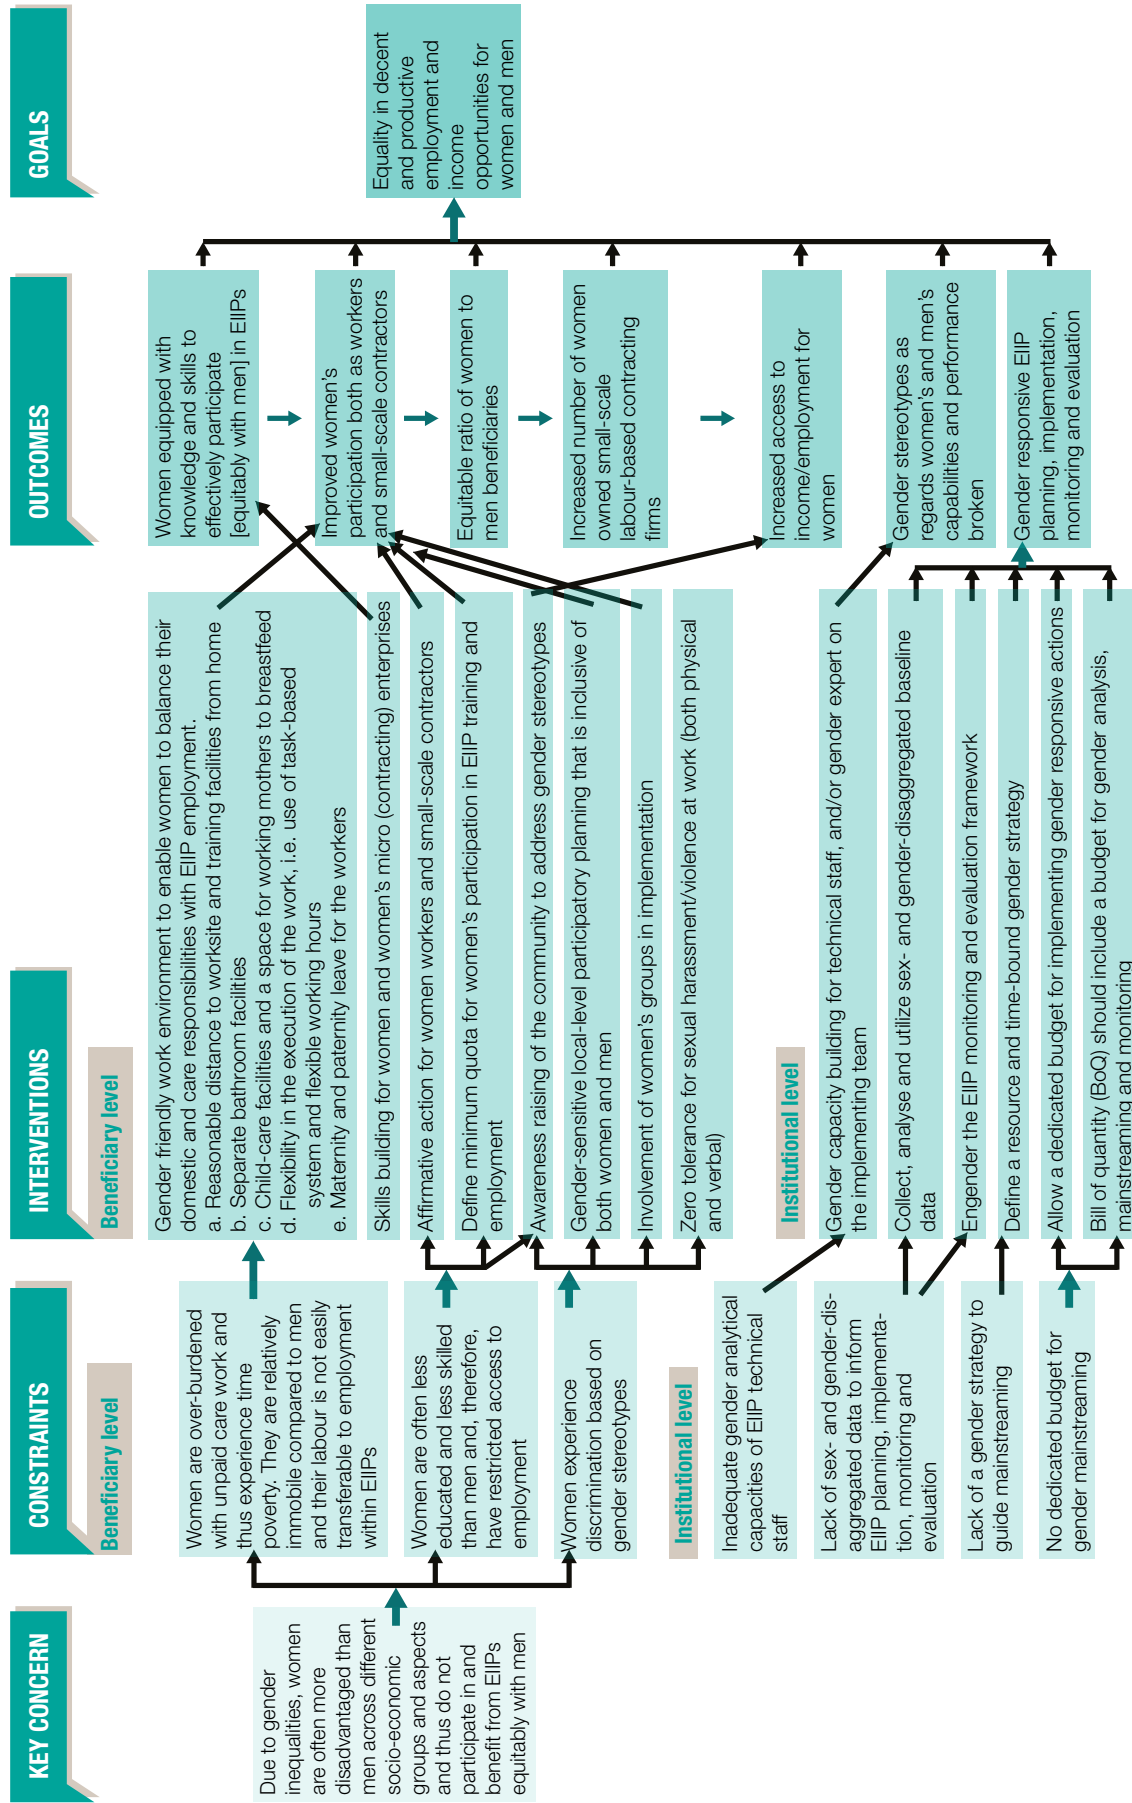 KEY CONCERN
Due to gender
inequalities, women
are often more
disadvantaged than
men across different
socio-economic
groups and aspects
and thus do not
participate in and
benefit from EIIPs
equitably with men
CONSTRAINTS
Beneficiary level
Women are over-burdened
with unpaid care work and
thus experience time
poverty. They are relatively
immobile compared to men
and their labour is not easily
transferable to employment
within EIIPs
Women are often less
educated and less skilled
than men and, therefore,
have restricted access to
employment
Women experience
discrimination based on
gender stereotypes
Institutional level
Inadequate gender analytical
capacities of EIIP technical
staff
Lack of sex- and gender-dis-
aggregated data to inform
EIIP planning, implementa-
tion, monitoring and
evaluation
Lack of a gender strategy to
guide mainstreaming
No dedicated budget for
gender mainstreaming
INTERVENTIONS
Beneficiary level
Gender friendly work environment to enable women to balance their
domestic and care responsibilities with EIIP employment.
a. Reasonable distance to worksite and training facilities from home
b. Separate bathroom facilities
c. Child-care facilities and a space for working mothers to breastfeed
d. Flexibility in the execution of the work, i.e. use of task-based
system and flexible working hours
e. Maternity and paternity leave for the workers
Skills building for women and women's micro (contracting) enterprises
Affirmative action for women workers and small-scale contractors
Define minimum quota for women's participation in EIIP training and
employment
Awareness raising of the community to address gender stereotypes
Gender-sensitive local-level participatory planning that is inclusive of
both women and men
Involvement of women's groups in implementation
Zero tolerance for sexual harassment/violence at work (both physical
and verbal)
Institutional level
Gender capacity building for technical staff, and/or gender expert on
the implementing team
Collect, analyse and utilize sex- and gender-disaggregated baseline
data
Engender the EIIP monitoring and evaluation framework
Define a resource and time-bound gender strategy
Allow a dedicated budget for implementing gender responsive actions
Bill of quantity (BoQ) should include a budget for gender analysis,
mainstreaming and monitoring
OUTCOMES
Women equipped with
knowledge and skills to
effectively participate
[equitably with men] in EIIPs
Improved women's
participation both as workers
and small-scale contractors
Equitable ratio of women to
men beneficiaries
Increased number of women
owned small-scale
labour-based contracting
firms
Increased access to
income/employment for
women
Gender stereotypes as
regards women's and men's
capabilities and performance
broken
Gender responsive EIIP
planning, implementation,
monitoring and evaluation
GOALS
Equality in decent
and productive
employment and
income
opportunities for
women and men